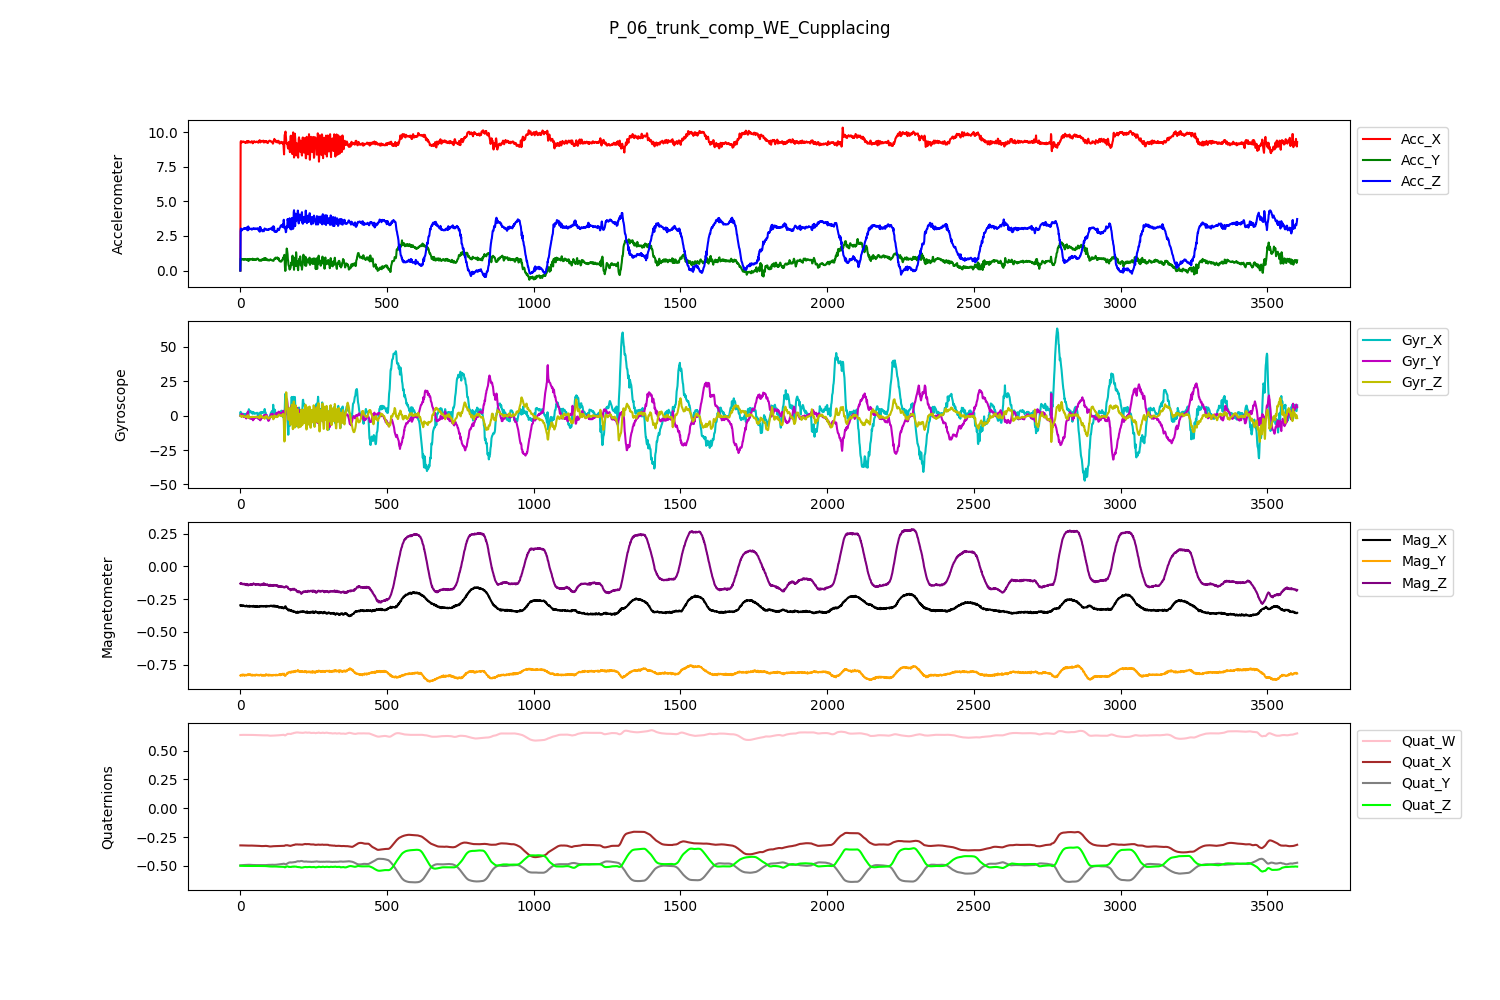 P_06_trunk_comp_WE_Cupplacing
Accelerometer
10.0
7.5
5.0
2.5
0.0
0 500 1000 1500 2000 2500 3000 3500
Acc_X
Acc_Y
Acc_Z
Gyroscope
50
25
0
−25
−50
0 500 1000 1500 2000 2500 3000 3500
Gyr_X
Gyr_Y
Gyr_Z
Magnetometer
0.25
0.00
−0.25
−0.50
−0.75
0 500 1000 1500 2000 2500 3000 3500
Mag_X
Mag_Y
Mag_Z
Quaternions
0.50
0.25
0.00
−0.25
−0.50
0 500 1000 1500 2000 2500 3000 3500
Quat_W
Quat_X
Quat_Y
Quat_Z